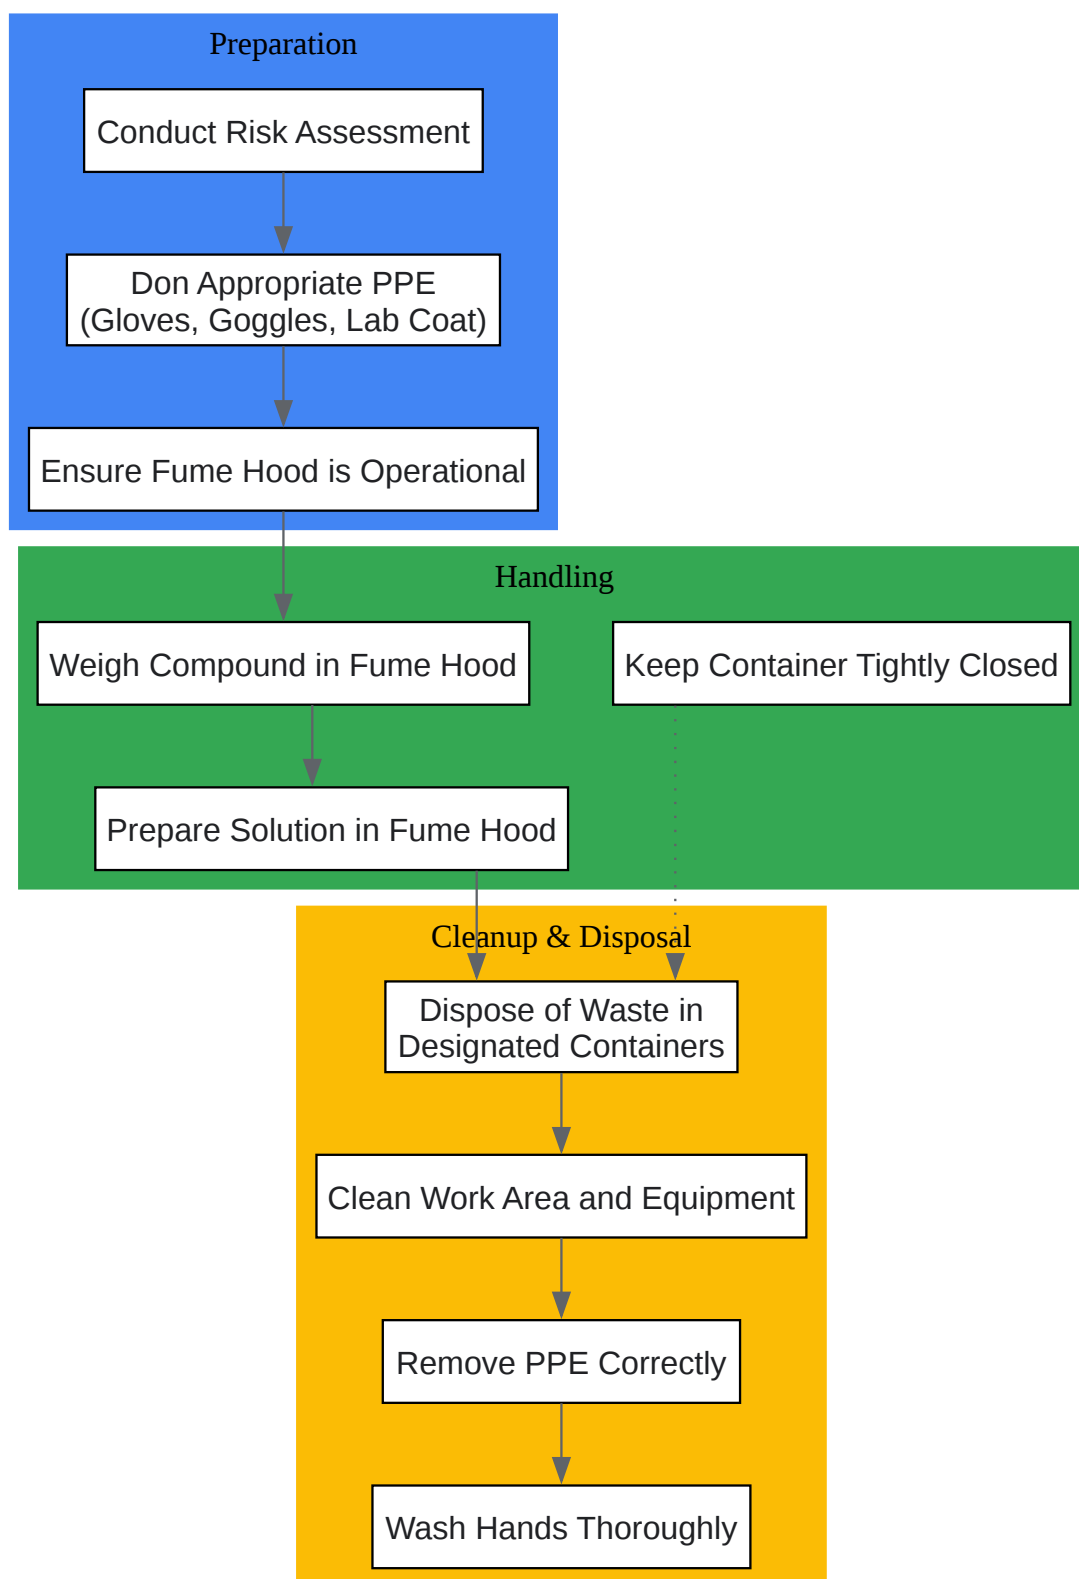 Preparation
Conduct Risk Assessment
Don Appropriate PPE
(Gloves, Goggles, Lab Coat)
Ensure Fume Hood is Operational
Handling
Weigh Compound in Fume Hood
Keep Container Tightly Closed
Prepare Solution in Fume Hood
Cleanup & Disposal
Dispose of Waste in
Designated Containers
Clean Work Area and Equipment
Remove PPE Correctly
Wash Hands Thoroughly